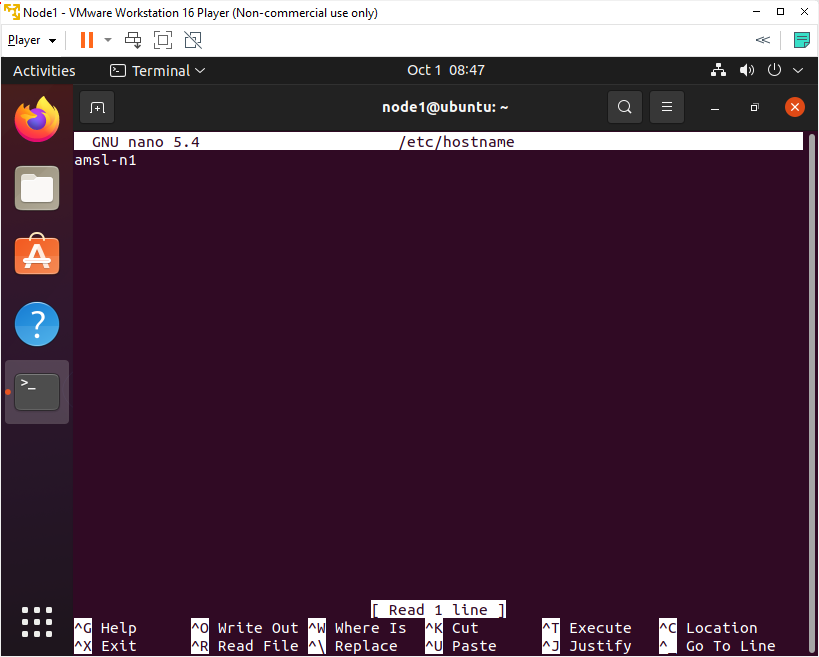 Node1 - VMware Workstation 16 Player (Non-commercial use only)
Player
Activities Terminal Oct 1 08:47
node1@ubuntu: ~
GNU nano 5.4 /etc/hostname
amsl-n1
[ Read 1 line ]
^G Help ^O Write Out ^W Where Is ^K Cut ^T Execute ^C Location
^X Exit ^R Read File ^\ Replace ^U Paste ^J Justify ^_ Go To Line